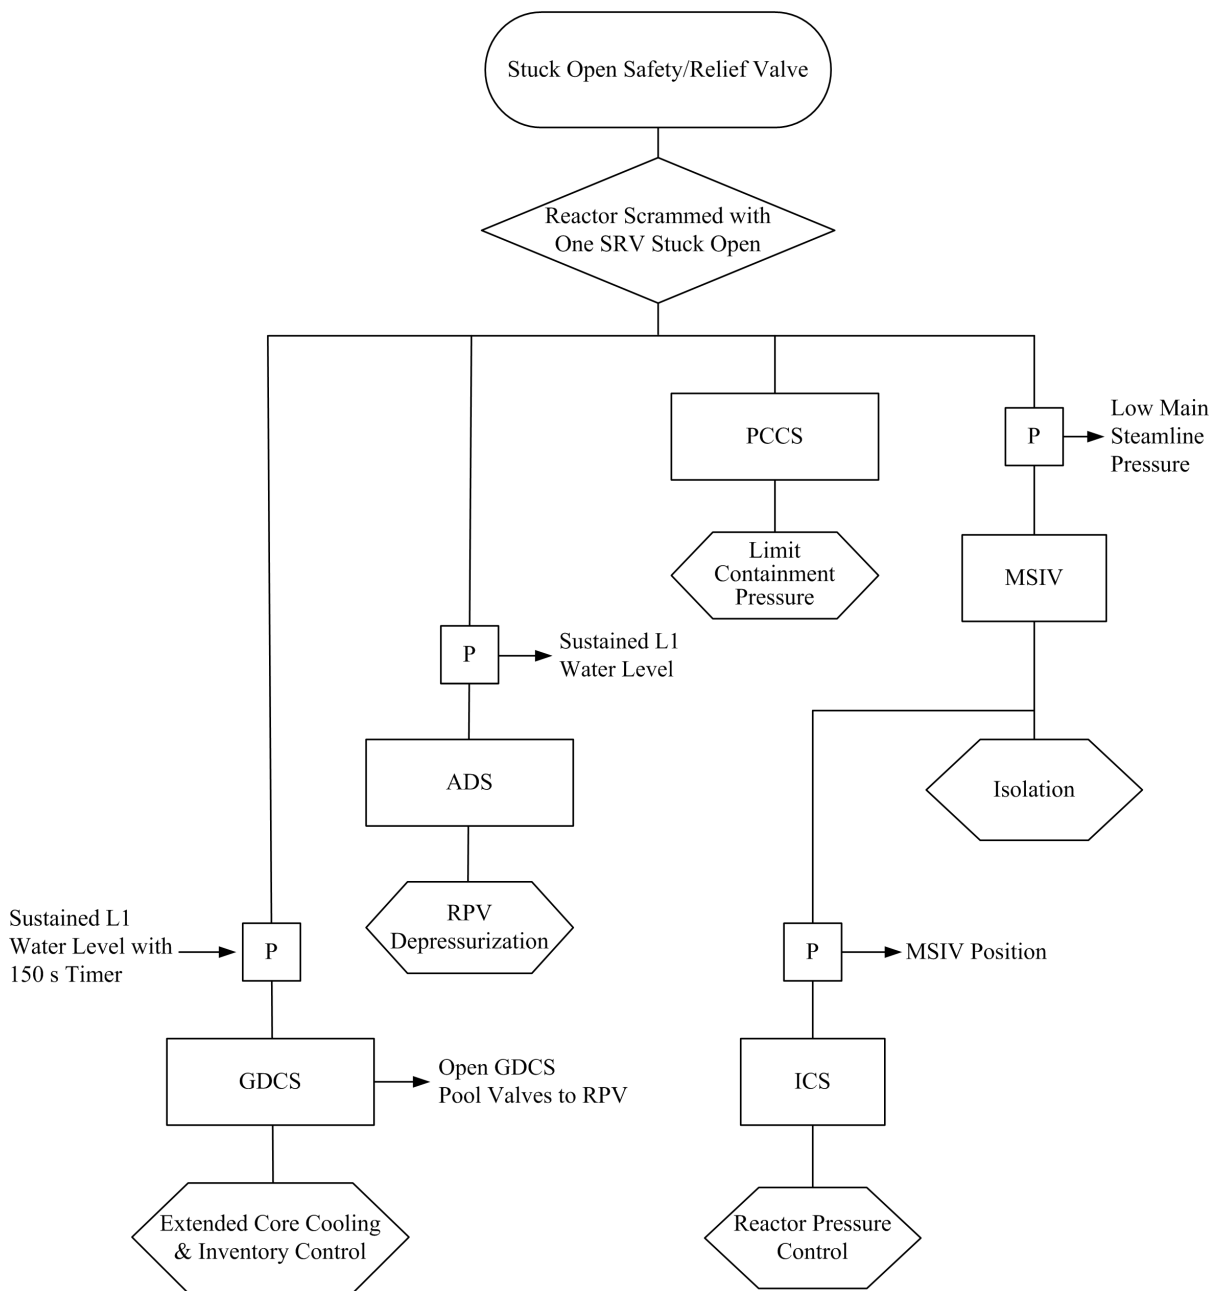 Stuck Open Safety/Relief Valve
Reactor Scrammed with
One SRV Stuck Open
PCCS
P
Low Main
Steamline
Pressure
Limit
Containment
Pressure
MSIV
P
Sustained L1
Water Level
ADS
Isolation
RPV
Depressurization
Sustained L1
Water Level with
150 s Timer
P
P
MSIV Position
GDCS
Open GDCS
Pool Valves to RPV
ICS
Extended Core Cooling
& Inventory Control
Reactor Pressure
Control